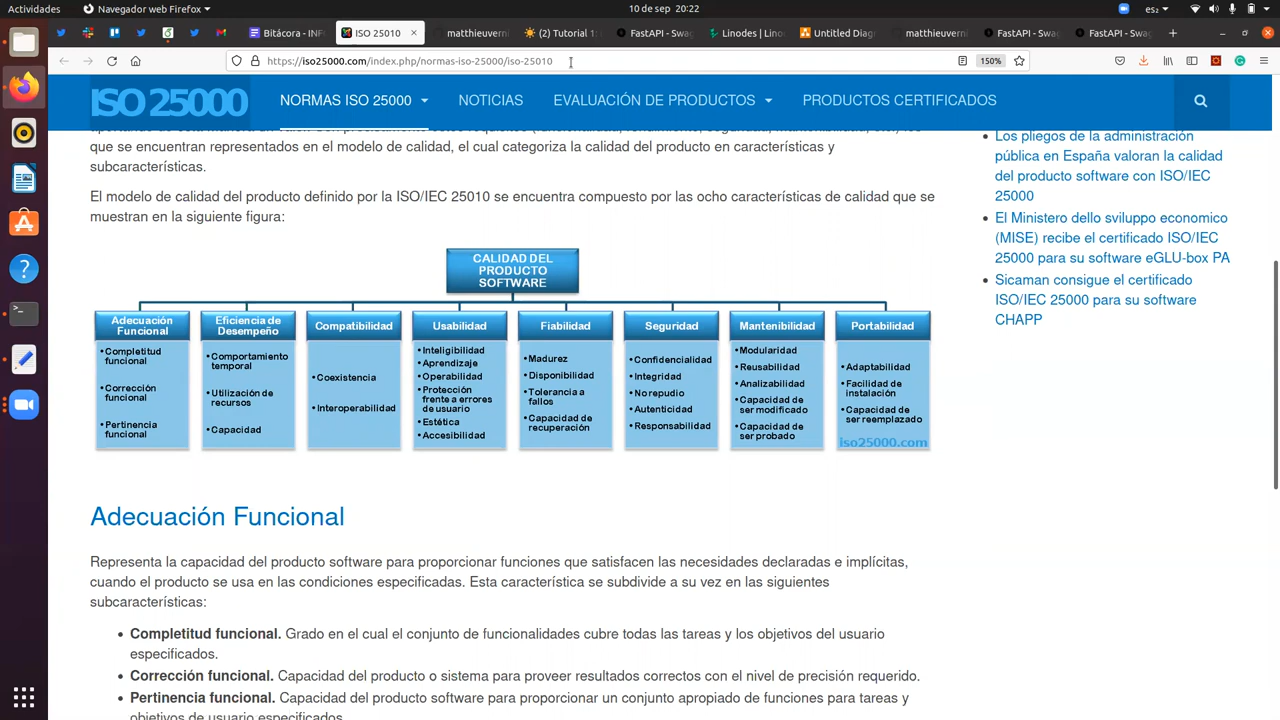 Actividades
Navegador web Firefox
10 de sep 20:22
es₂
Bitácora - INF
ISO 25010
×
matthieuverni
(2) Tutorial 1:
FastAPI - Swag
Linodes | Lino
Untitled Diagr
matthieuverni
FastAPI - Swag
FastAPI - Swag
https://iso25000.com/index.php/normas-iso-25000/iso-25010
150%
ISO 25000
NORMAS ISO 25000
NOTICIAS
EVALUACIÓN DE PRODUCTOS
PRODUCTOS CERTIFICADOS
que se encuentran representados en el modelo de calidad, el cual categoriza la calidad del producto en características y
subcaracterísticas.
El modelo de calidad del producto definido por la ISO/IEC 25010 se encuentra compuesto por las ocho características de calidad que se
muestran en la siguiente figura:
CALIDAD DEL
PRODUCTO
SOFTWARE
Adecuación
Funcional
• Completitud
funcional
• Corrección
funcional
• Pertinencia
funcional
Eficiencia de
Desempeño
• Comportamiento
temporal
• Utilización de
recursos
• Capacidad
Compatibilidad
• Coexistencia
• Interoperabilidad
Usabilidad
• Inteligibilidad
• Aprendizaje
• Operabilidad
• Protección
frente a errores
de usuario
• Estética
• Accesibilidad
Fiabilidad
• Madurez
• Disponibilidad
• Tolerancia a
fallos
• Capacidad de
recuperación
Seguridad
• Confidencialidad
• Integridad
• No repudio
• Autenticidad
• Responsabilidad
Mantenibilidad
• Modularidad
• Reusabilidad
• Analizabilidad
• Capacidad de
ser modificado
• Capacidad de
ser probado
Portabilidad
• Adaptabilidad
• Facilidad de
instalación
• Capacidad de
ser reemplazado
iso25000.com
Adecuación Funcional
Representa la capacidad del producto software para proporcionar funciones que satisfacen las necesidades declaradas e implícitas,
cuando el producto se usa en las condiciones especificadas. Esta característica se subdivide a su vez en las siguientes
subcaracterísticas:
• Completitud funcional. Grado en el cual el conjunto de funcionalidades cubre todas las tareas y los objetivos del usuario
especificados.
• Corrección funcional. Capacidad del producto o sistema para proveer resultados correctos con el nivel de precisión requerido.
• Pertinencia funcional. Capacidad del producto software para proporcionar un conjunto apropiado de funciones para tareas y
objetivos de usuario especificados.
• Los pliegos de la administración
pública en España valoran la calidad
del producto software con ISO/IEC
25000
• El Ministero dello sviluppo economico
(MISE) recibe el certificado ISO/IEC
25000 para su software eGLU-box PA
• Sicaman consigue el certificado
ISO/IEC 25000 para su software
CHAPP